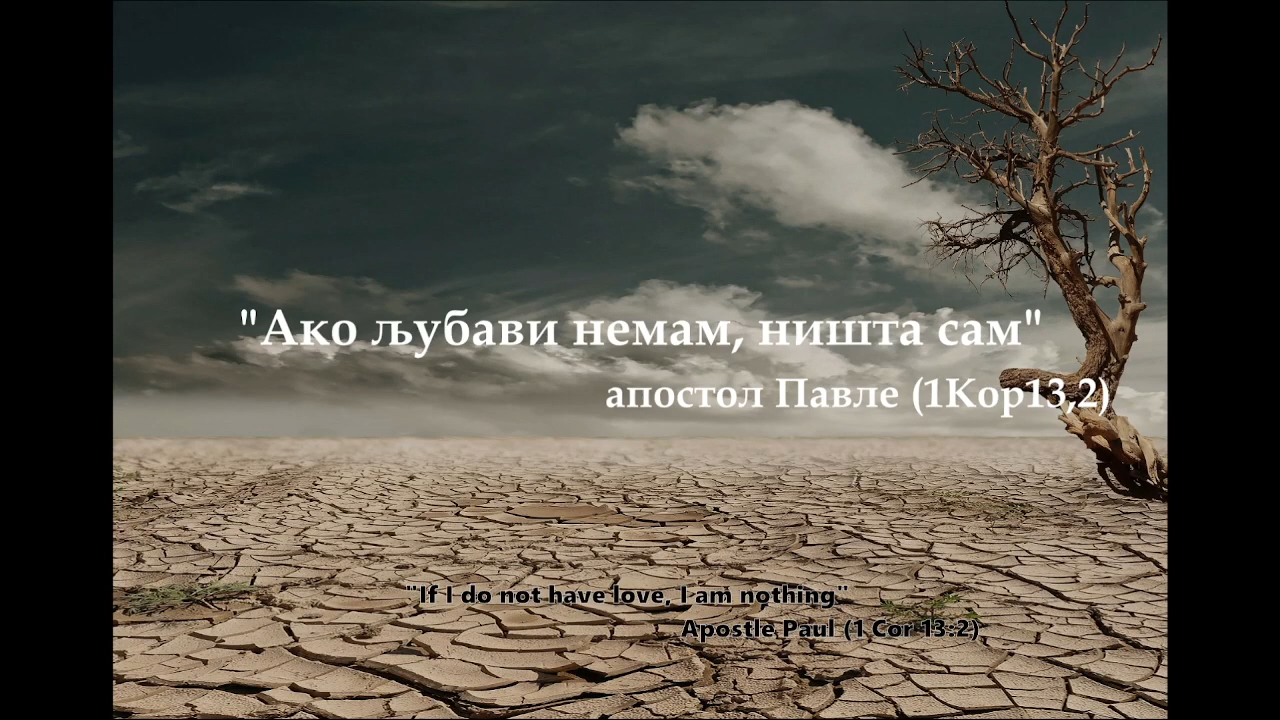 "Ако љубави немам, ништа сам"
апостол Павле (1Кор13,2)
"If I do not have love, I am nothing"
Apostle Paul (1 Cor 13:2)